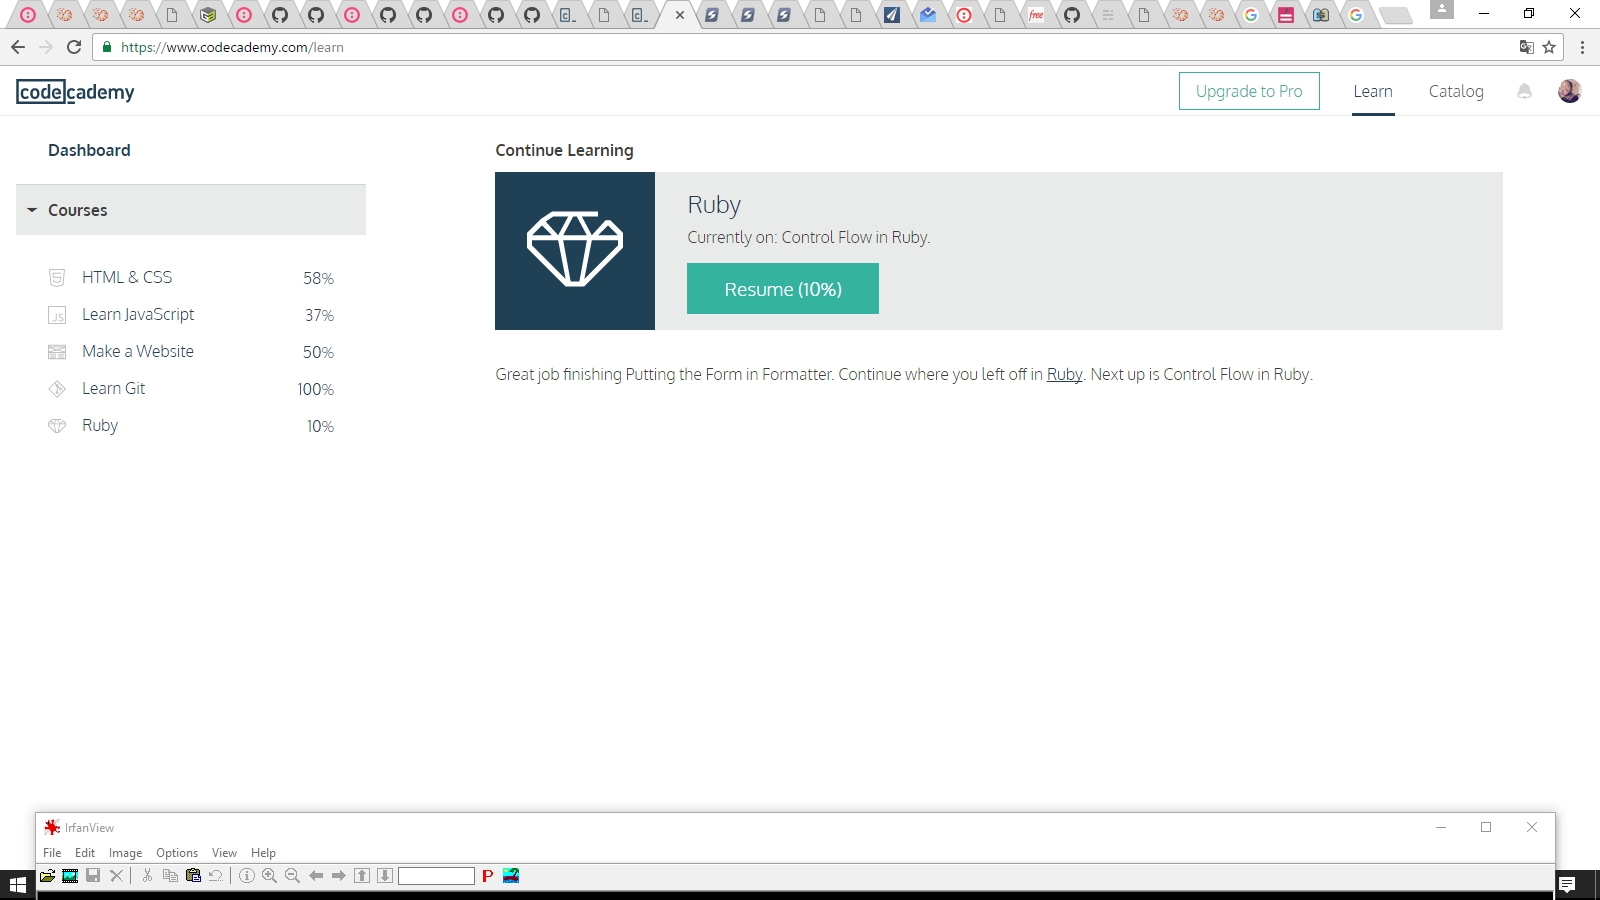 free
https://www.codecademy.com/learn
codecademy
Upgrade to Pro
Learn
Catalog
Dashboard
Courses
HTML & CSS 58%
Learn JavaScript 37%
Make a Website 50%
Learn Git 100%
Ruby 10%
Continue Learning
Ruby
Currently on: Control Flow in Ruby.
Resume (10%)
Great job finishing Putting the Form in Formatter. Continue where you left off in Ruby. Next up is Control Flow in Ruby.
IrfanView
File Edit Image Options View Help
P